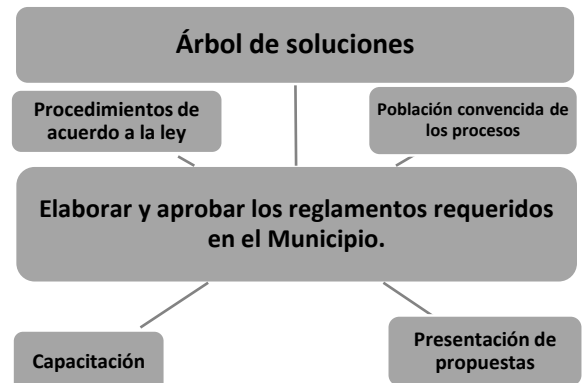 Árbol de soluciones
Procedimientos de
acuerdo a la ley
Población convencida de
los procesos
Elaborar y aprobar los reglamentos requeridos
en el Municipio.
Capacitación
Presentación de
propuestas